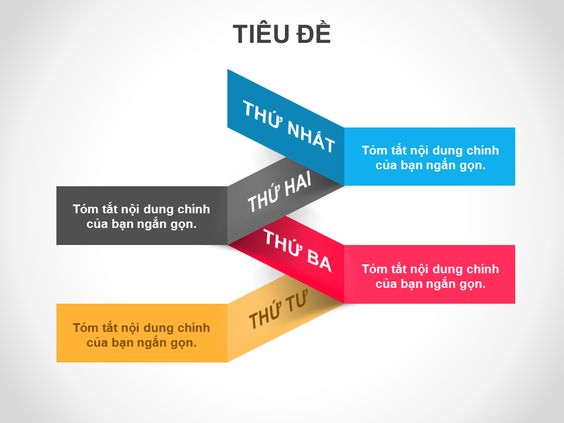 TIÊU ĐỀ
THỨ NHẤT
Tóm tắt nội dung chính
của bạn ngắn gọn.
THỨ HAI
Tóm tắt nội dung chính
của bạn ngắn gọn.
THỨ BA
Tóm tắt nội dung chính
của bạn ngắn gọn.
THỨ TƯ
Tóm tắt nội dung chính
của bạn ngắn gọn.